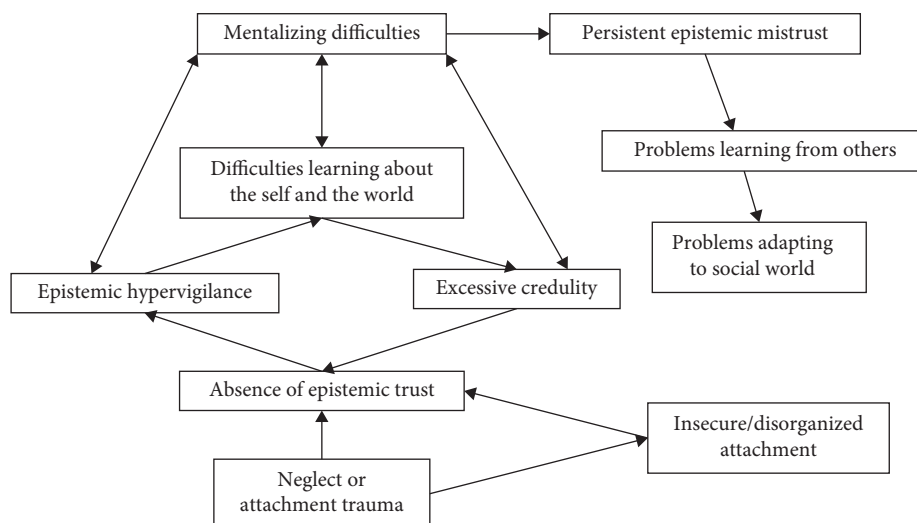 Mentalizing difficulties
Persistent epistemic mistrust
Problems learning from others
Difficulties learning about
the self and the world
Problems adapting
to social world
Epistemic hypervigilance
Excessive credulity
Absence of epistemic trust
Insecure/disorganized
attachment
Neglect or
attachment trauma